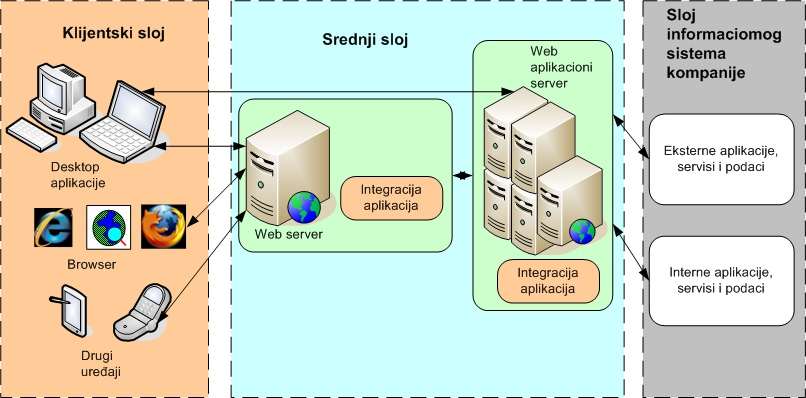 Klijentski sloj
Desktop
aplikacije
Browser
Drugi
uređaji
Srednji sloj
Web server
Integracija
aplikacija
Web
aplikacioni
server
Integracija
aplikacija
Sloj
informaciomog
sistema
kompanije
Eksterne aplikacije,
servisi i podaci
Interne aplikacije,
servisi i podaci